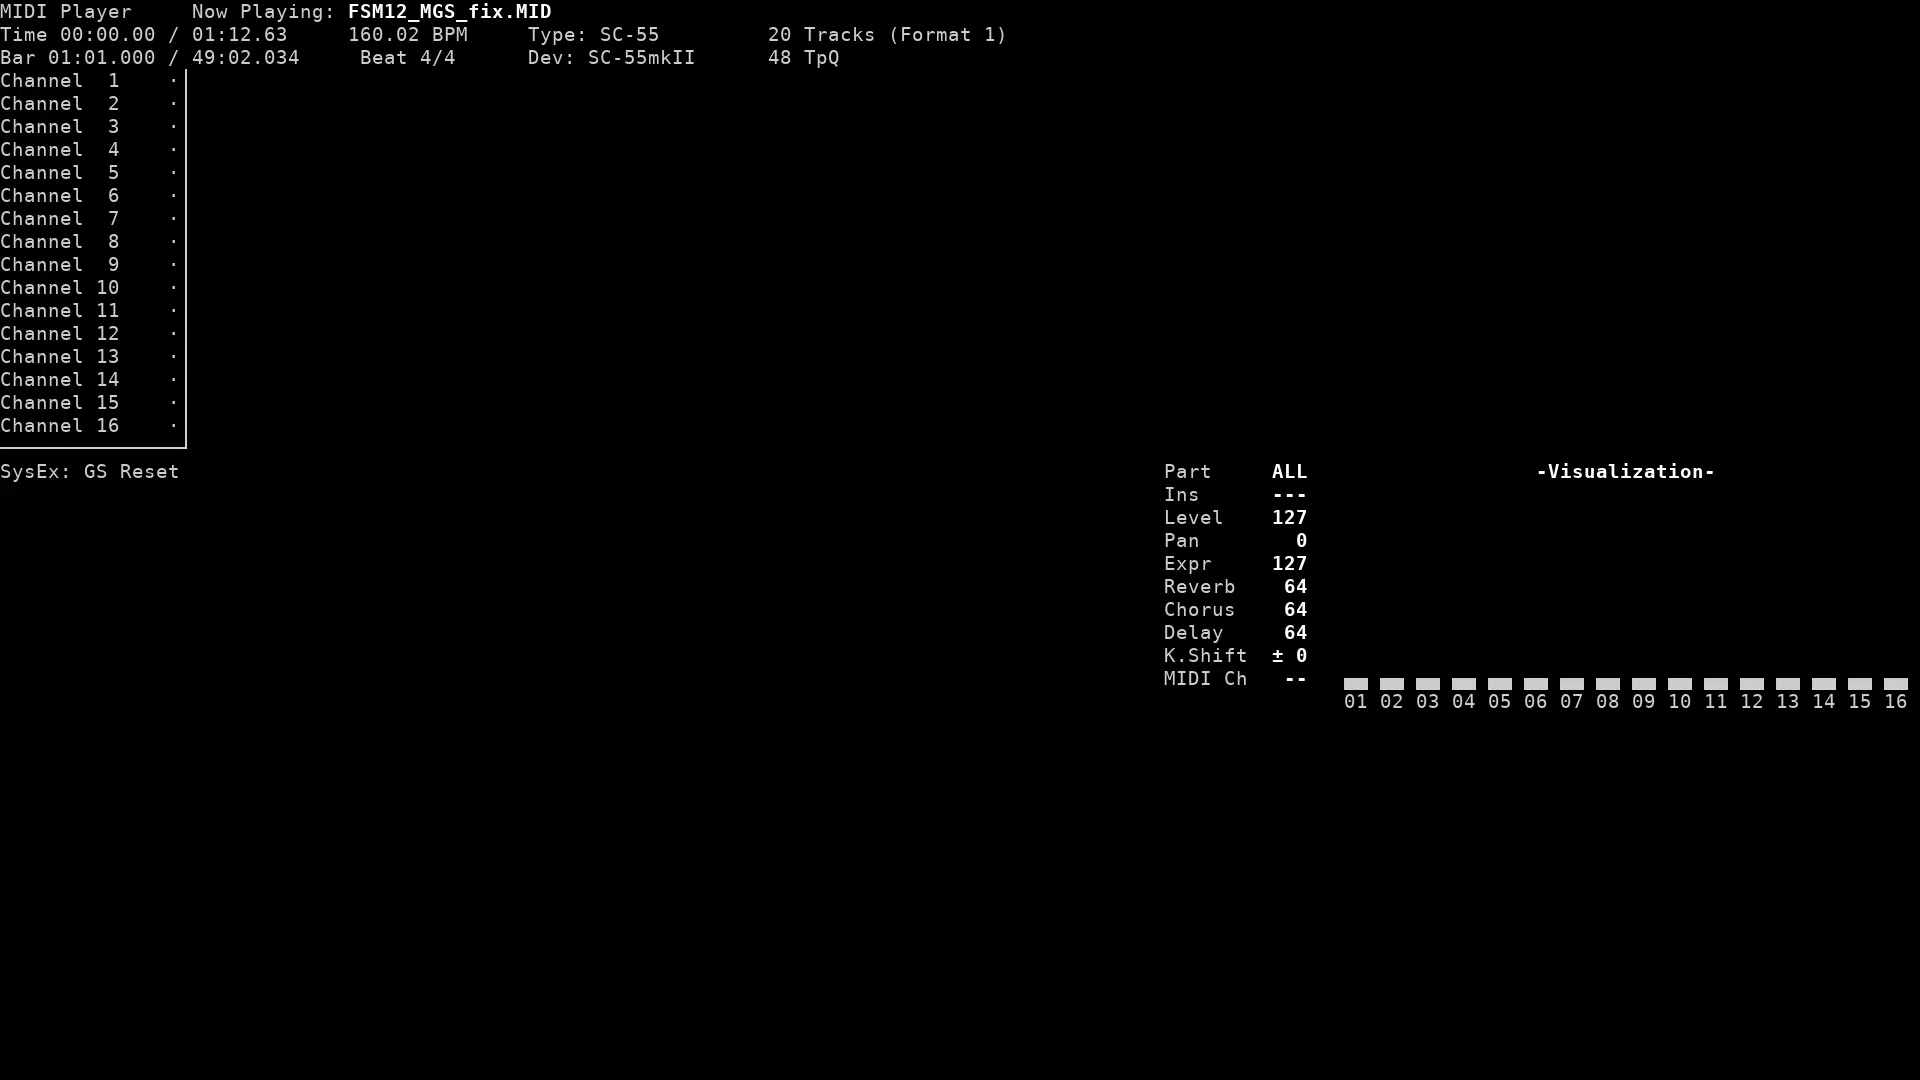 MIDI Player     Now Playing: FSM12_MGS_fix.MID
Time 00:00.00 / 01:12.63     160.02 BPM     Type: SC-55         20 Tracks (Format 1)
Bar 01:01.000 / 49:02.034     Beat 4/4      Dev: SC-55mkII      48 TpQ
Channel  1    ·
Channel  2    ·
Channel  3    ·
Channel  4    ·
Channel  5    ·
Channel  6    ·
Channel  7    ·
Channel  8    ·
Channel  9    ·
Channel 10    ·
Channel 11    ·
Channel 12    ·
Channel 13    ·
Channel 14    ·
Channel 15    ·
Channel 16    ·
SysEx: GS Reset
Part     ALL
Ins      ---
Level    127
Pan        0
Expr     127
Reverb    64
Chorus    64
Delay     64
K.Shift  ± 0
MIDI Ch   --
-Visualization-
01 02 03 04 05 06 07 08 09 10 11 12 13 14 15 16